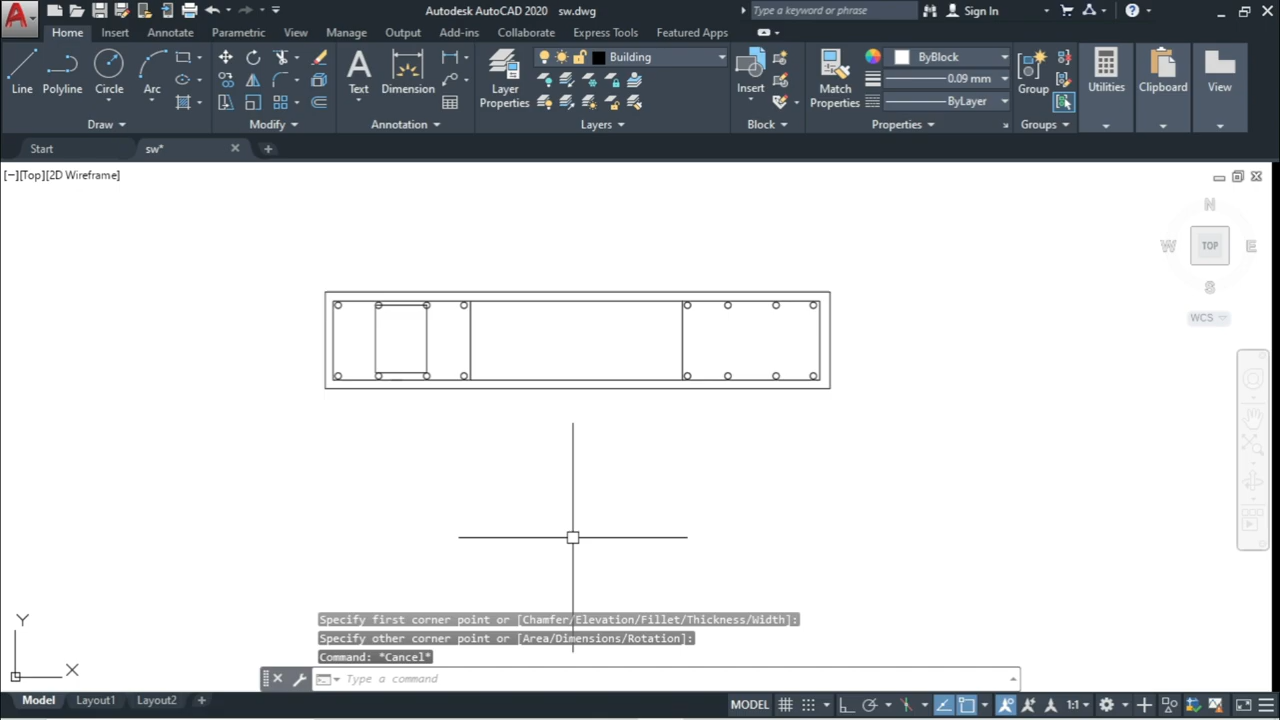 Autodesk AutoCAD 2020 sw.dwg
Type a keyword or phrase
Sign In
Home Insert Annotate Parametric View Manage Output Add-ins Collaborate Express Tools Featured Apps
Line Polyline Circle Arc
Text Dimension
Layer Properties
Building
Insert
Match Properties
ByBlock
0.09 mm
ByLayer
Group
Utilities
Clipboard
View
Draw Modify Annotation Layers Block Properties Groups
Start sw*
[−][Top][2D Wireframe]
N
W TOP E
S
WCS
Y
X
Specify first corner point or [Chamfer/Elevation/Fillet/Thickness/Width]:
Specify other corner point or [Area/Dimensions/Rotation]:
Command: *Cancel*
Type a command
Model Layout1 Layout2
MODEL
1:1